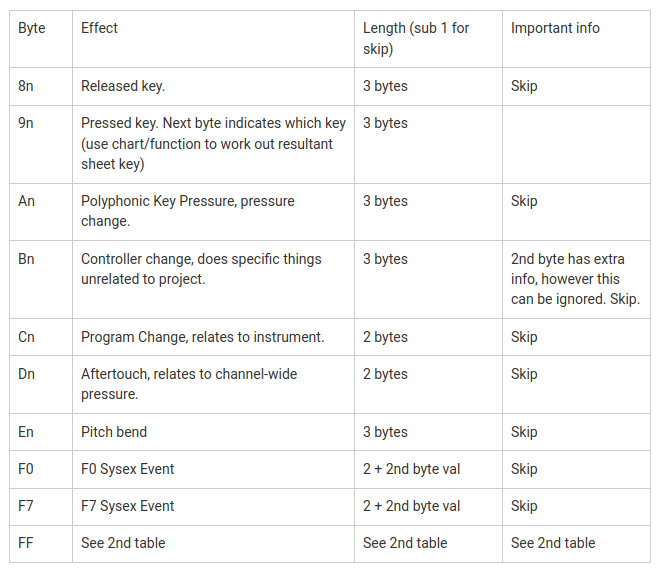 Byte Effect Length (sub 1 for Important info
skip)
8n Released key. 3 bytes Skip
9n Pressed key. Next byte indicates which key 3 bytes
(use chart/function to work out resultant
sheet key)
An Polyphonic Key Pressure, pressure 3 bytes Skip
change.
Bn Controller change, does specific things 3 bytes 2nd byte has extra
unrelated to project. info, however this
can be ignored. Skip.
Cn Program Change, relates to instrument. 2 bytes Skip
Dn Aftertouch, relates to channel-wide 2 bytes Skip
pressure.
En Pitch bend 3 bytes Skip
F0 F0 Sysex Event 2 + 2nd byte val Skip
F7 F7 Sysex Event 2 + 2nd byte val Skip
FF See 2nd table See 2nd table See 2nd table